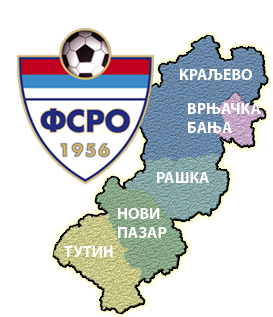 ФСРО
1956
КРАЉЕВО
ВРЊАЧКА
БАЊА
РАШКА
НОВИ
ПАЗАР
ТУТИН